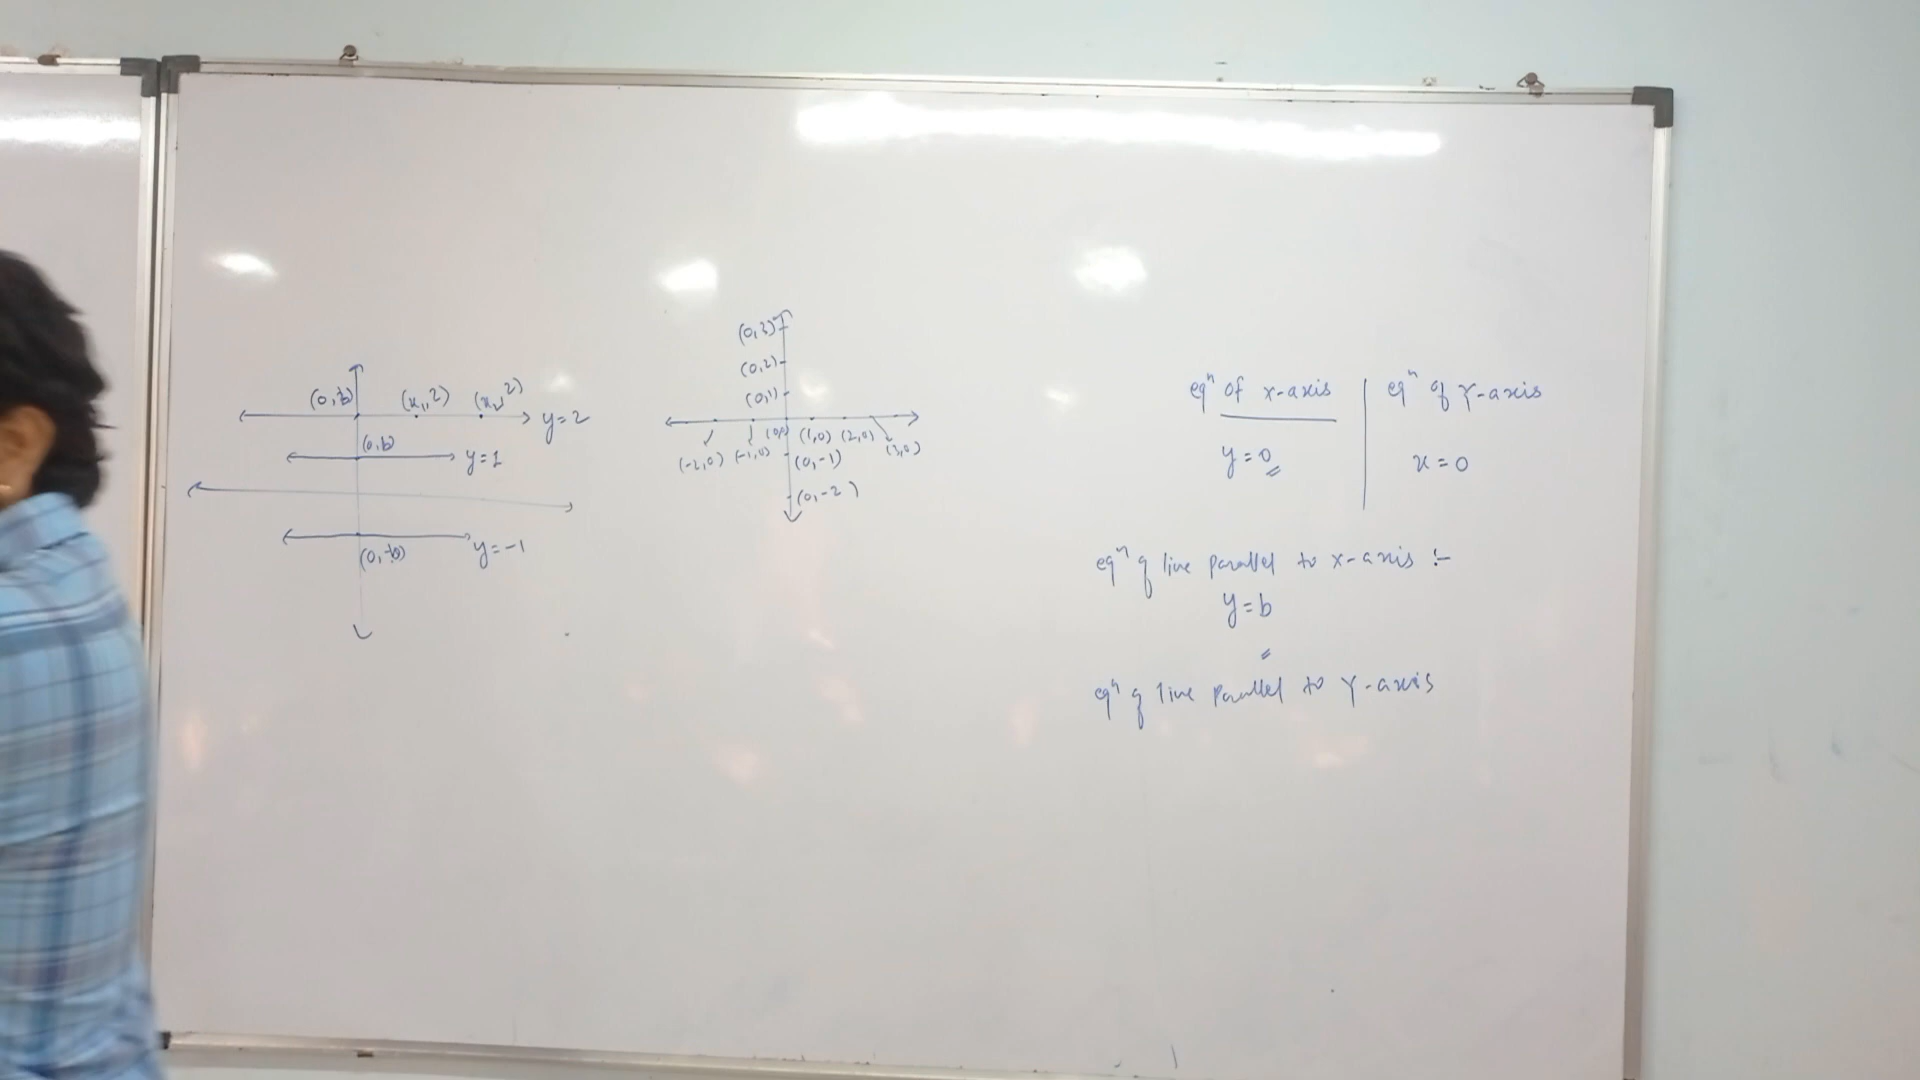 (0,b) (x₁,2) (x₂,2) y=2
(0,b)
y=1
(0,-b) y=-1
(0,3)
(0,2)
(0,1)
(0,0) (1,0) (2,0) (3,0)
(-2,0) (-1,0) (0,-1)
(0,-2)
eqⁿ of x-axis
y=0
eqⁿ of Y-axis
x=0
eqⁿ of line parallel to x-axis :-
y=b
eqⁿ of line parallel to Y-axis